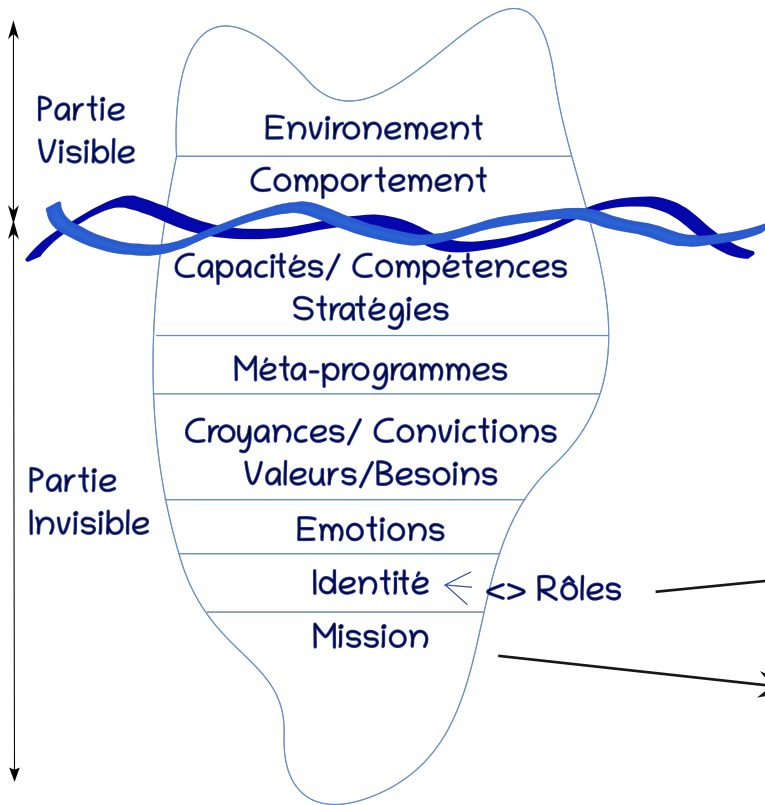 Partie
Visible
Environement
Comportement
Capacités/ Compétences
Stratégies
Méta-programmes
Croyances/ Convictions
Valeurs/Besoins
Partie
Invisible
Emotions
Identité <> Rôles
Mission